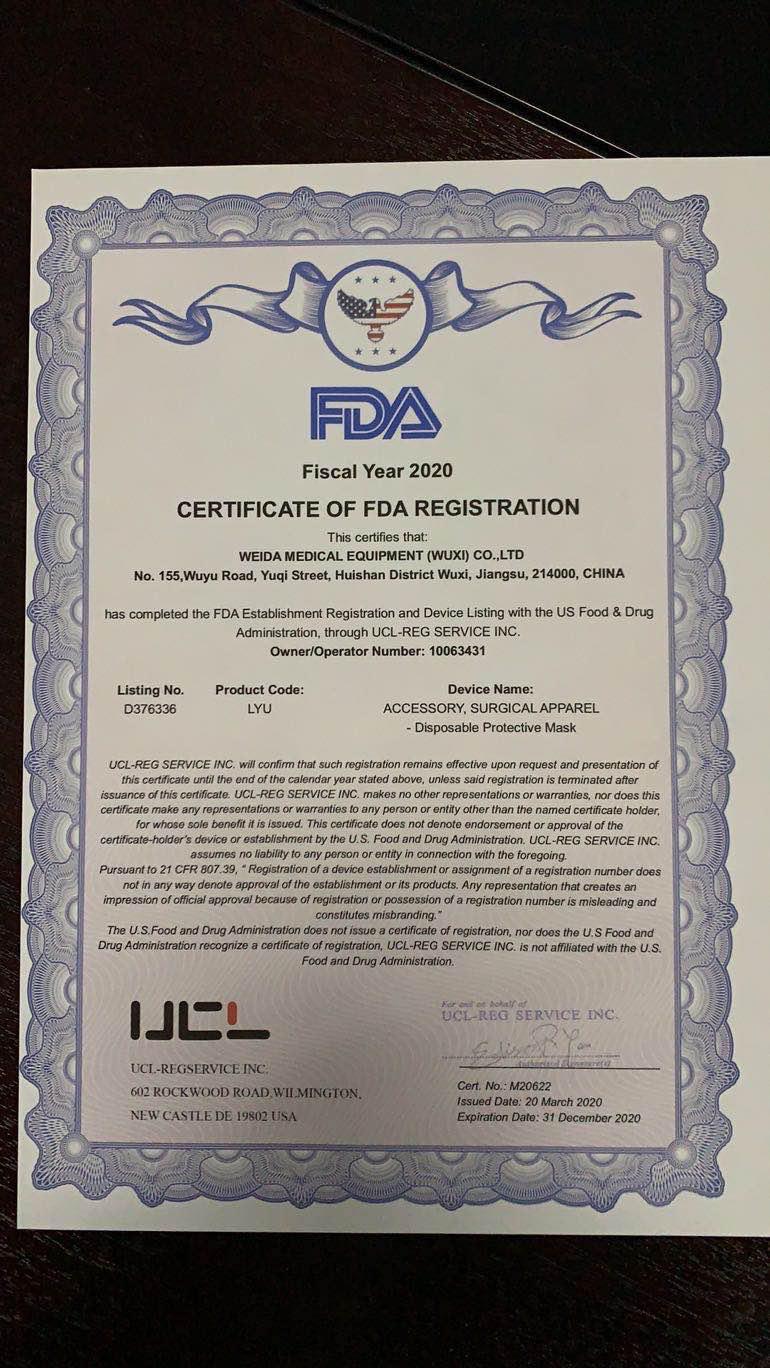 FDA
Fiscal Year 2020
CERTIFICATE OF FDA REGISTRATION
This certifies that:
WEIDA MEDICAL EQUIPMENT (WUXI) CO.,LTD
No. 155,Wuyu Road, Yuqi Street, Huishan District Wuxi, Jiangsu, 214000, CHINA
has completed the FDA Establishment Registration and Device Listing with the US Food & Drug
Administration, through UCL-REG SERVICE INC.
Owner/Operator Number: 10063431
Listing No. Product Code: Device Name:
D376336 LYU ACCESSORY, SURGICAL APPAREL
- Disposable Protective Mask
UCL-REG SERVICE INC. will confirm that such registration remains effective upon request and presentation of
this certificate until the end of the calendar year stated above, unless said registration is terminated after
issuance of this certificate. UCL-REG SERVICE INC. makes no other representations or warranties, nor does this
certificate make any representations or warranties to any person or entity other than the named certificate holder,
for whose sole benefit it is issued. This certificate does not denote endorsement or approval of the
certificate-holder's device or establishment by the U.S. Food and Drug Administration. UCL-REG SERVICE INC.
assumes no liability to any person or entity in connection with the foregoing.
Pursuant to 21 CFR 807.39, " Registration of a device establishment or assignment of a registration number does
not in any way denote approval of the establishment or its products. Any representation that creates an
impression of official approval because of registration or possession of a registration number is misleading and
constitutes misbranding."
The U.S.Food and Drug Administration does not issue a certificate of registration, nor does the U.S Food and
Drug Administration recognize a certificate of registration, UCL-REG SERVICE INC. is not affiliated with the U.S.
Food and Drug Administration.
UCL
For and on behalf of
UCL-REG SERVICE INC.
UCL-REGSERVICE INC.
602 ROCKWOOD ROAD,WILMINGTON,
NEW CASTLE DE 19802 USA
Cert. No.: M20622
Issued Date: 20 March 2020
Expiration Date: 31 December 2020